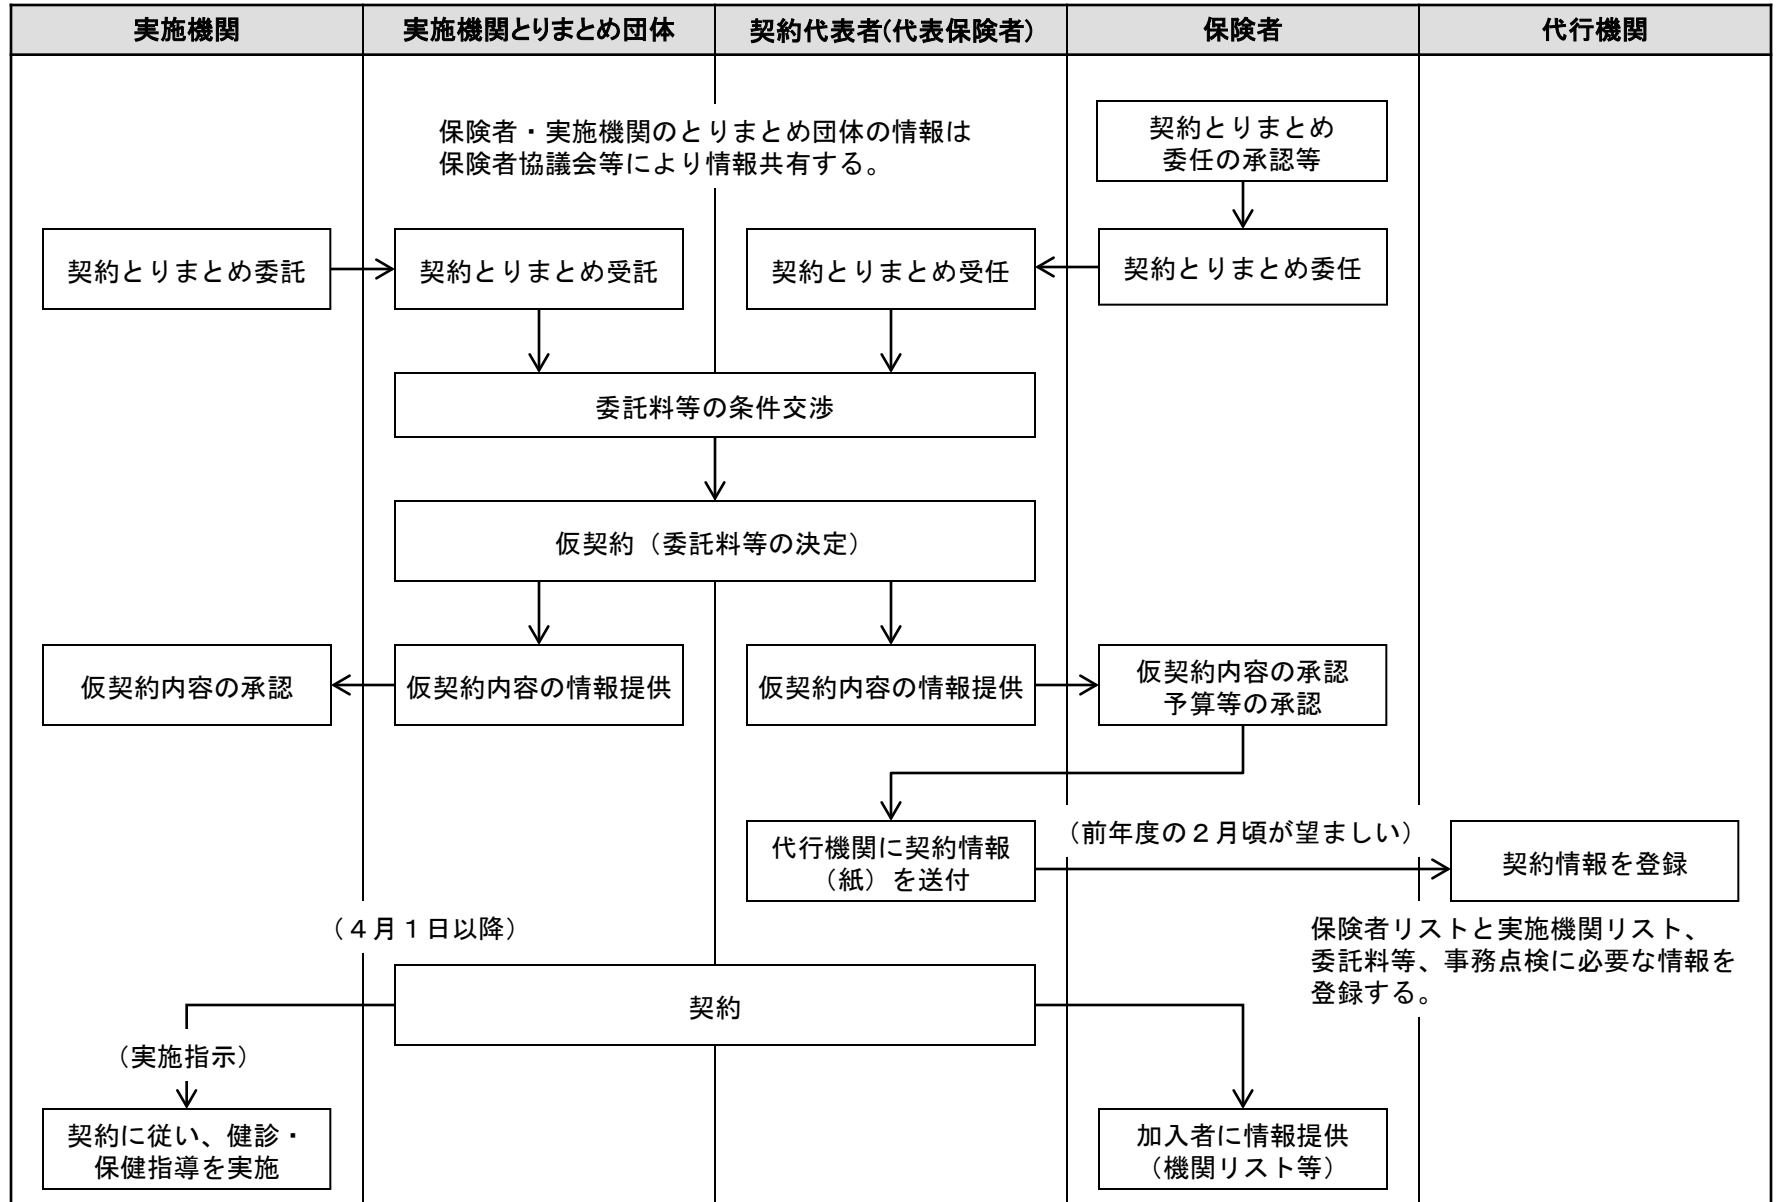 実施機関
実施機関とりまとめ団体
契約代表者(代表保険者)
保険者
代行機関
保険者・実施機関のとりまとめ団体の情報は
保険者協議会等により情報共有する。
契約とりまとめ
委任の承認等
契約とりまとめ委託
契約とりまとめ受託
契約とりまとめ受任
契約とりまとめ委任
委託料等の条件交渉
仮契約（委託料等の決定）
仮契約内容の承認
仮契約内容の情報提供
仮契約内容の情報提供
仮契約内容の承認
予算等の承認
代行機関に契約情報
（紙）を送付
（前年度の２月頃が望ましい）
契約情報を登録
保険者リストと実施機関リスト、
委託料等、事務点検に必要な情報を
登録する。
（４月１日以降）
契約
（実施指示）
契約に従い、健診・
保健指導を実施
加入者に情報提供
（機関リスト等）